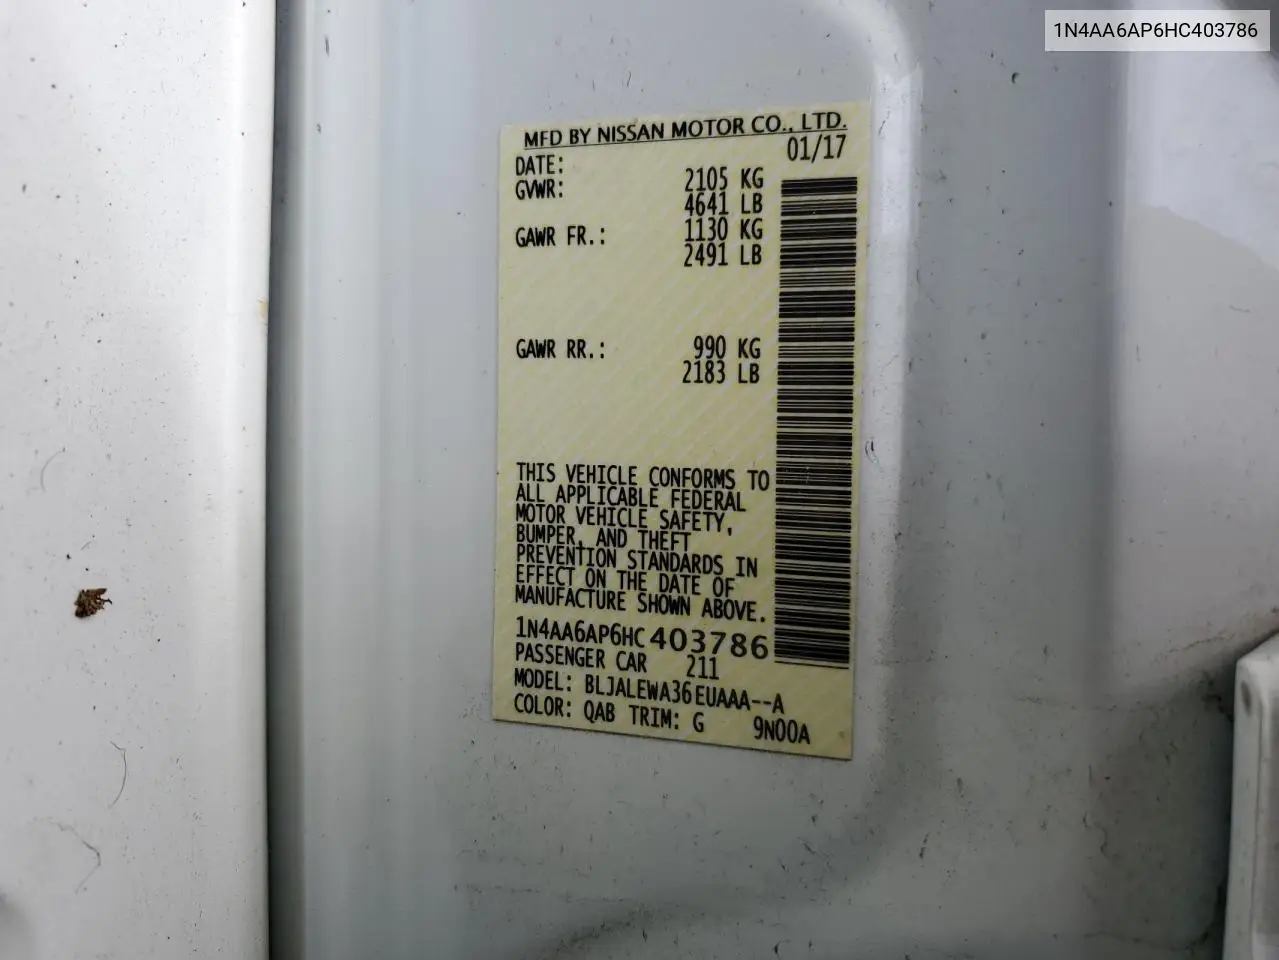 1N4AA6AP6HC403786
MFD BY NISSAN MOTOR CO., LTD.
DATE: 01/17
GVWR: 2105 KG
4641 LB
GAWR FR.: 1130 KG
2491 LB
GAWR RR.: 990 KG
2183 LB
THIS VEHICLE CONFORMS TO
ALL APPLICABLE FEDERAL
MOTOR VEHICLE SAFETY,
BUMPER, AND THEFT
PREVENTION STANDARDS IN
EFFECT ON THE DATE OF
MANUFACTURE SHOWN ABOVE.
1N4AA6AP6HC403786
PASSENGER CAR 211
MODEL: BLJALEWA36EUAAA--A
COLOR: QAB TRIM: G 9N00A